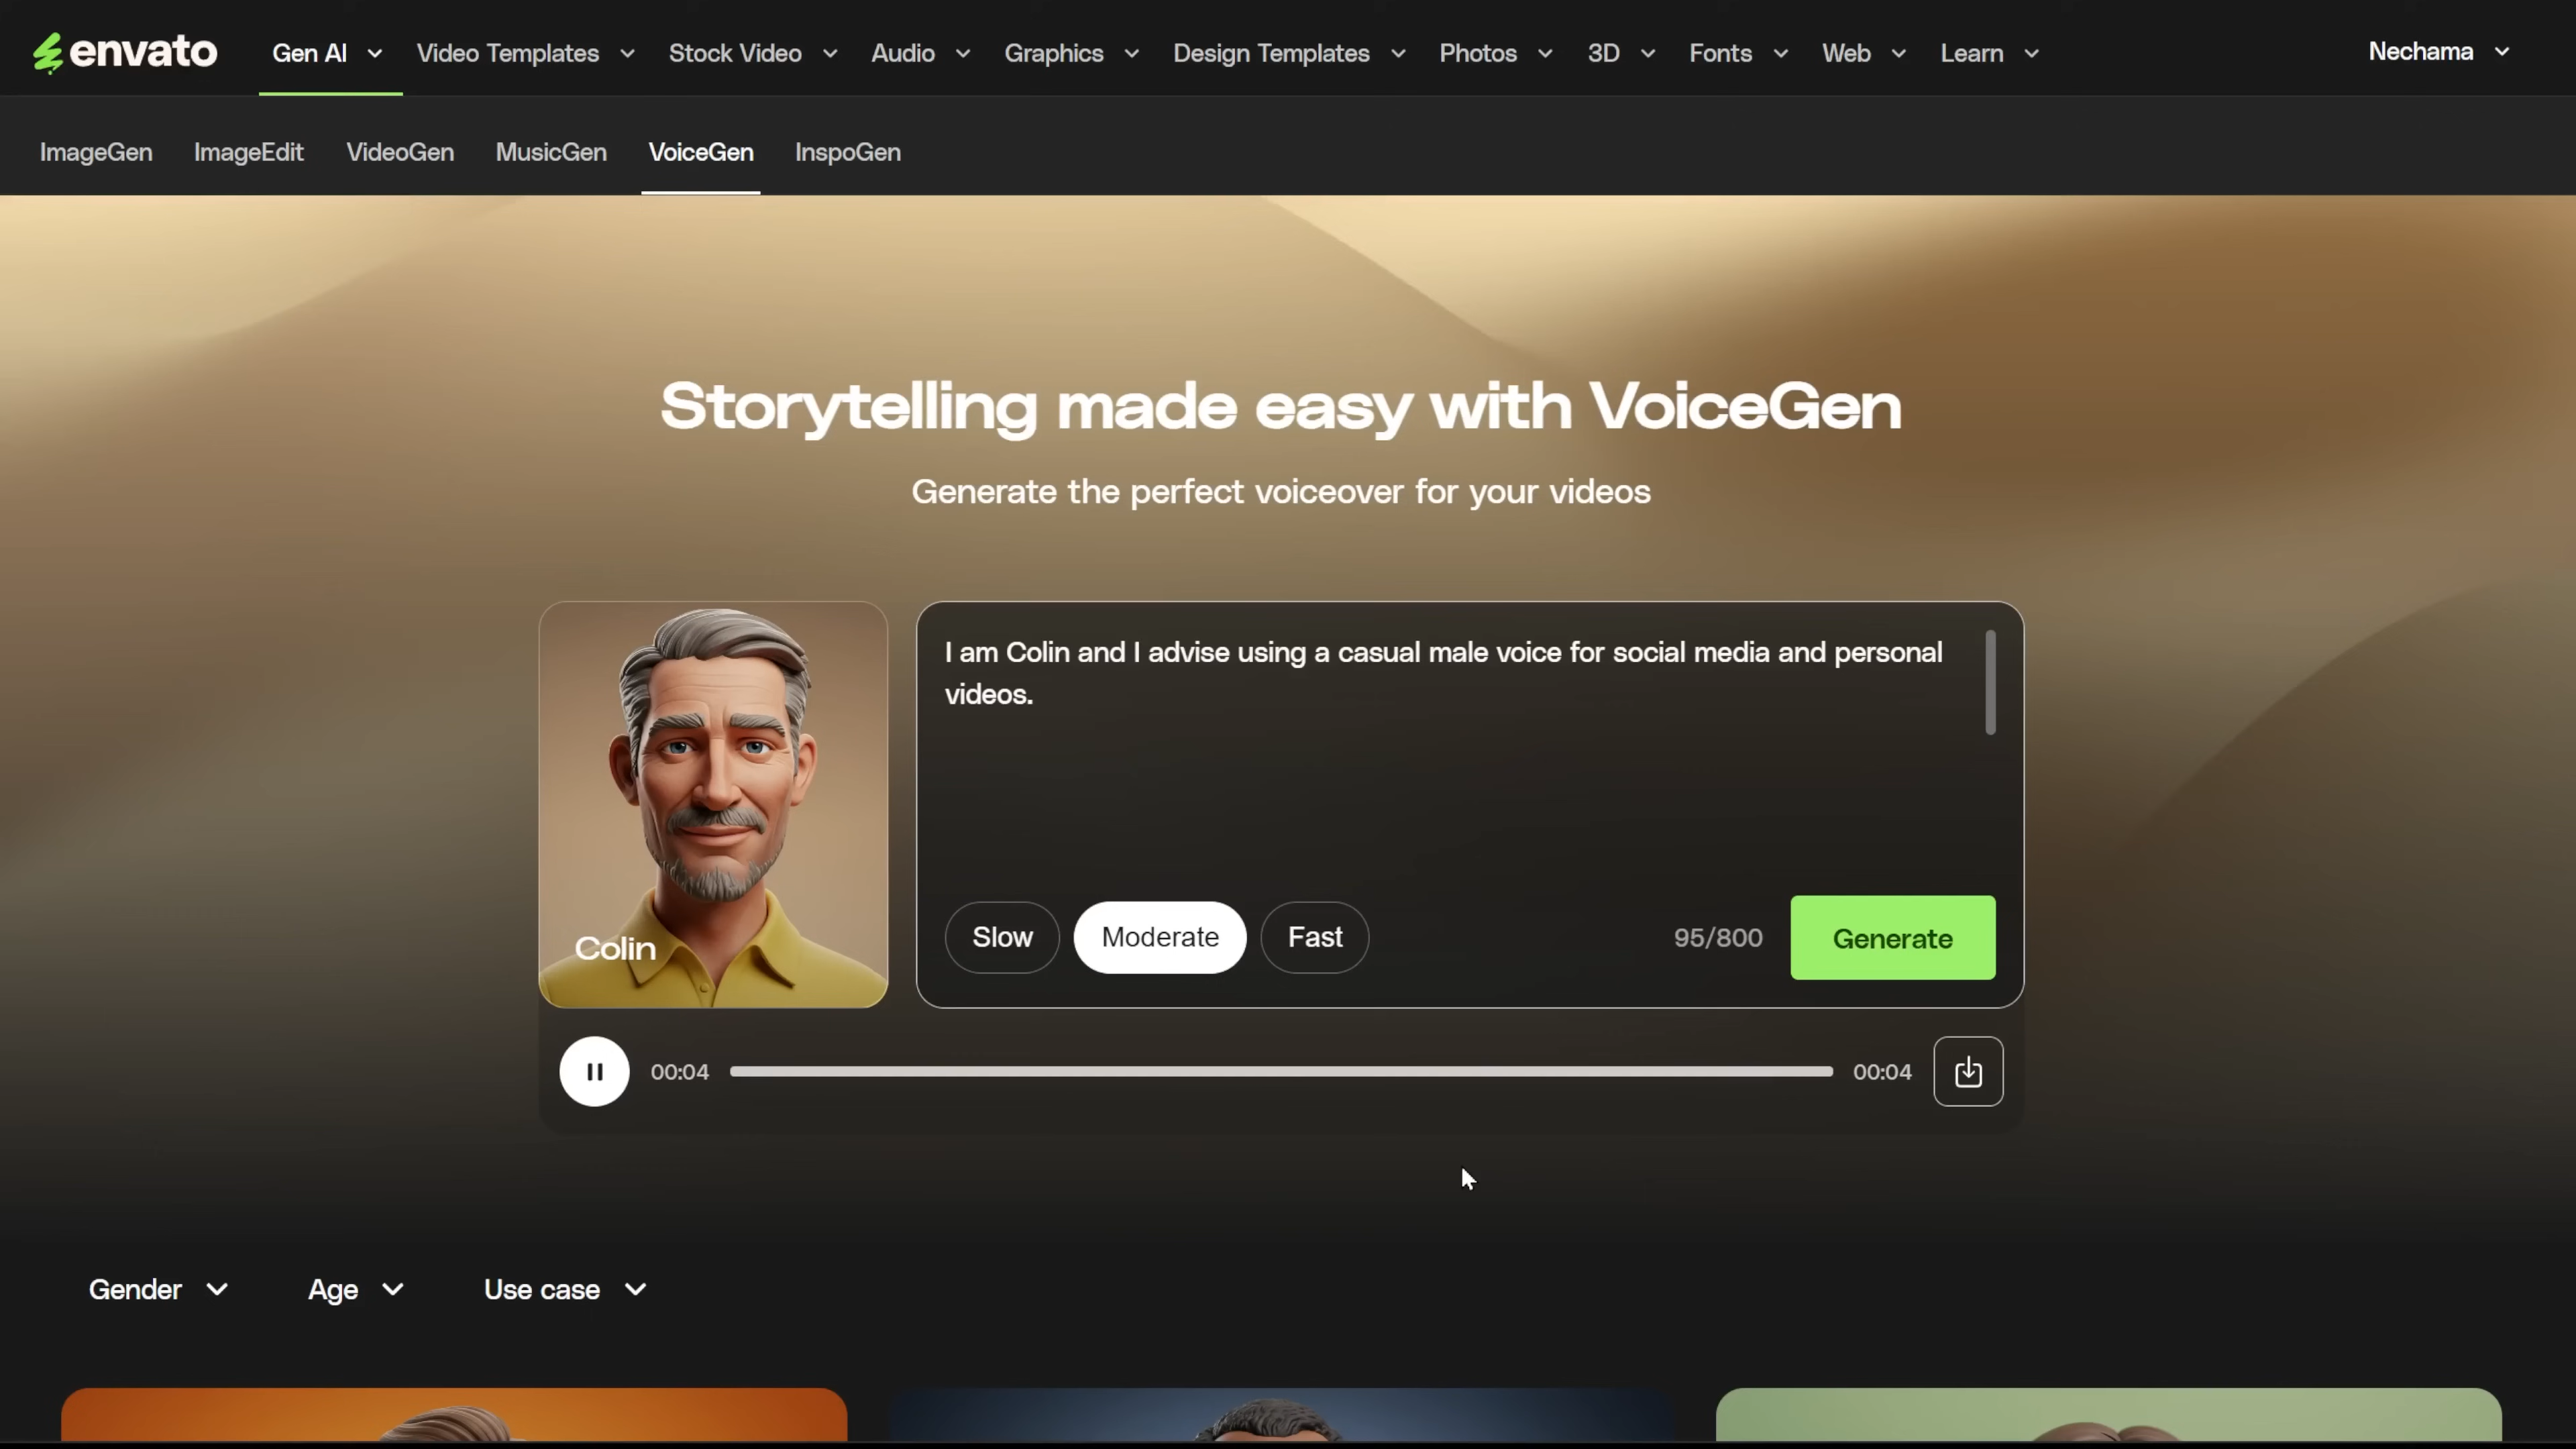 envato
Gen AI
Video Templates
Stock Video
Audio
Graphics
Design Templates
Photos
3D
Fonts
Web
Learn
Nechama
ImageGen
ImageEdit
VideoGen
MusicGen
VoiceGen
InspoGen
Storytelling made easy with VoiceGen
Generate the perfect voiceover for your videos
I am Colin and I advise using a casual male voice for social media and personal
videos.
Colin
Slow
Moderate
Fast
95/800
Generate
00:04
00:04
Gender
Age
Use case